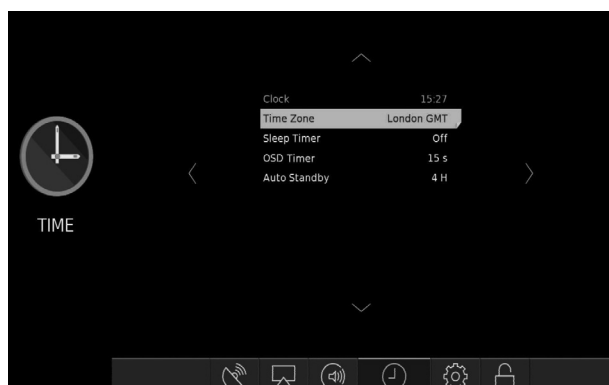 Clock 15:27
Time Zone London GMT
Sleep Timer Off
OSD Timer 15 s
Auto Standby 4 H
TIME